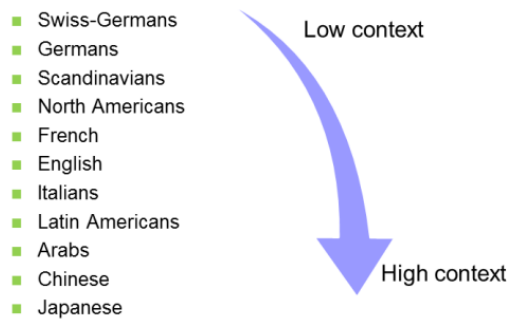 Swiss-Germans
Germans
Scandinavians
North Americans
French
English
Italians
Latin Americans
Arabs
Chinese
Japanese
Low context
High context